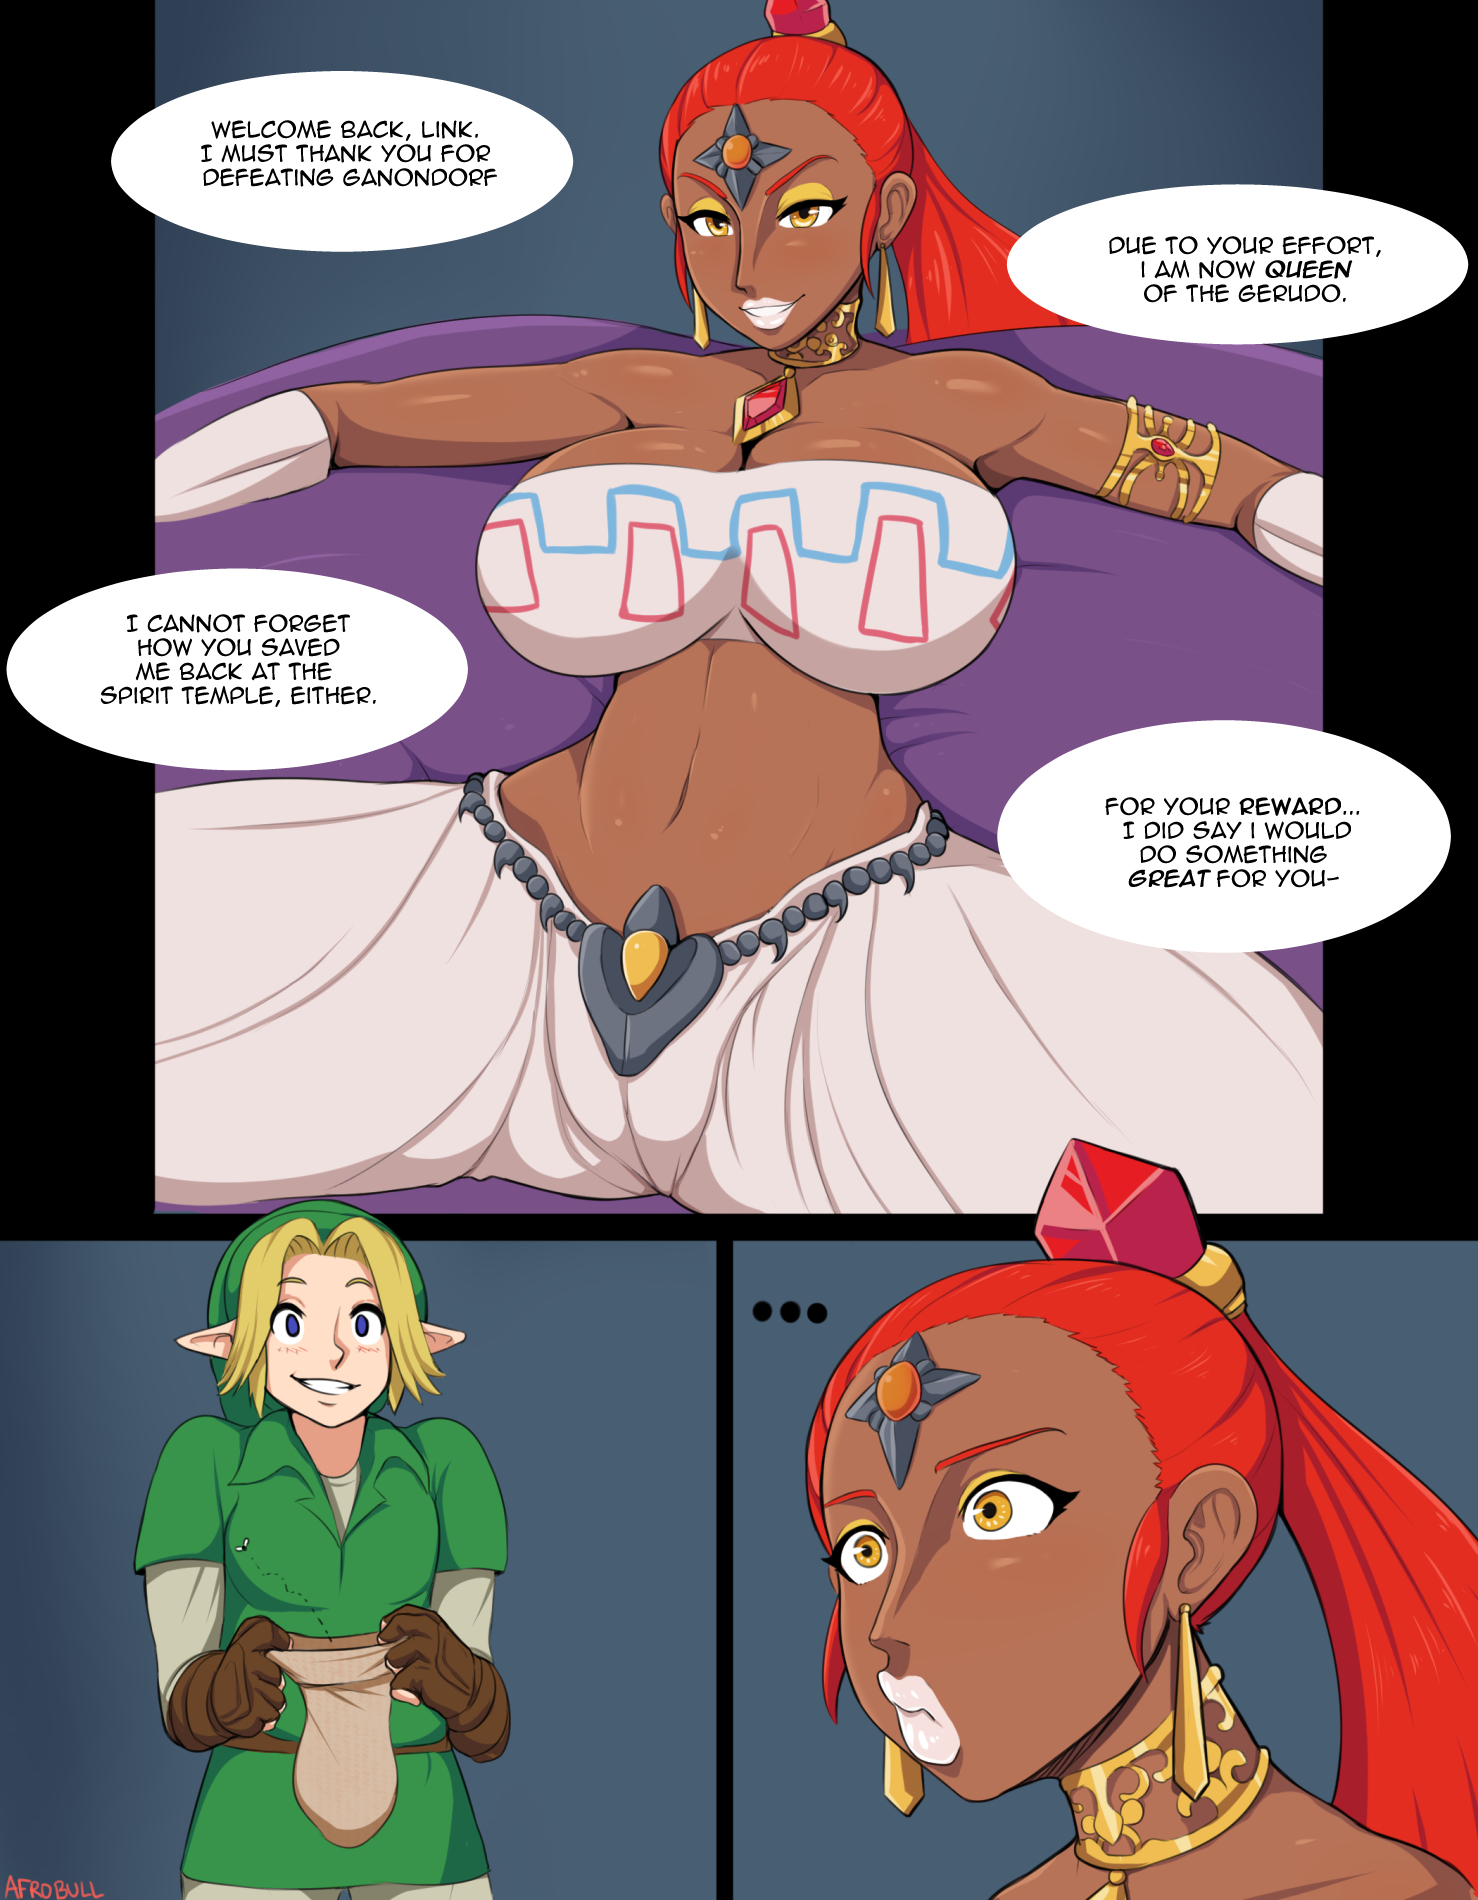 WELCOME BACK, LINK.
I MUST THANK YOU FOR
DEFEATING GANONDORF
DUE TO YOUR EFFORT,
I AM NOW QUEEN
OF THE GERUDO.
I CANNOT FORGET
HOW YOU SAVED
ME BACK AT THE
SPIRIT TEMPLE, EITHER.
FOR YOUR REWARD...
I DID SAY I WOULD
DO SOMETHING
GREAT FOR YOU-
...
AFROBULL